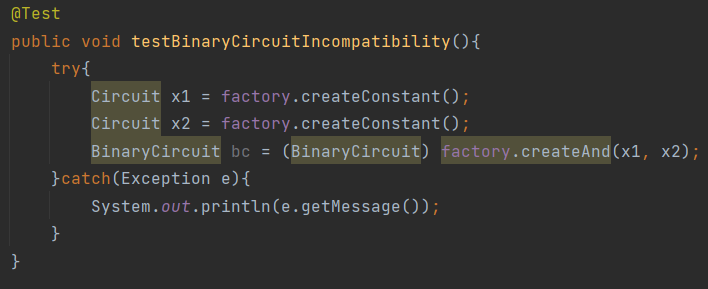 @Test
public void testBinaryCircuitIncompatibility(){
    try{
        Circuit x1 = factory.createConstant();
        Circuit x2 = factory.createConstant();
        BinaryCircuit bc = (BinaryCircuit) factory.createAnd(x1, x2);
    }catch(Exception e){
        System.out.println(e.getMessage());
    }
}